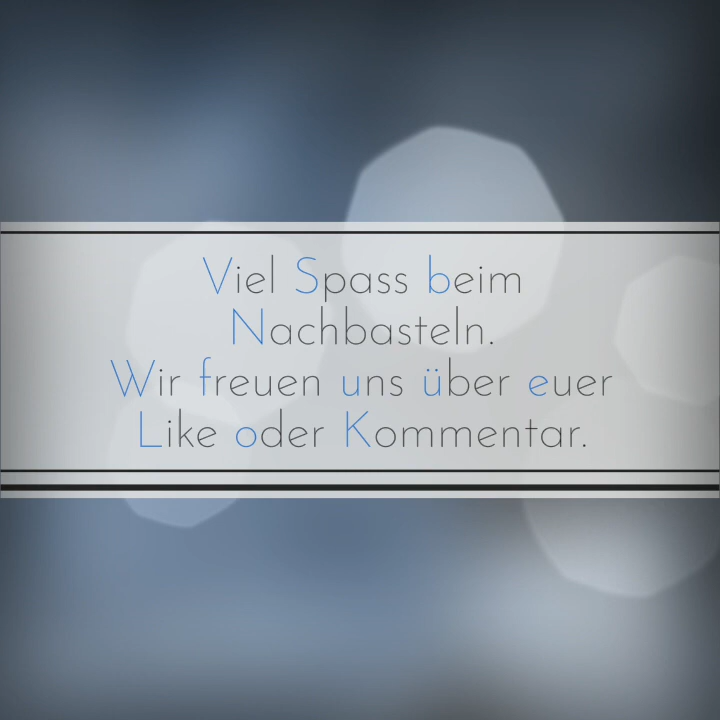 Viel Spass beim
Nachbasteln.
Wir freuen uns über euer
Like oder Kommentar.